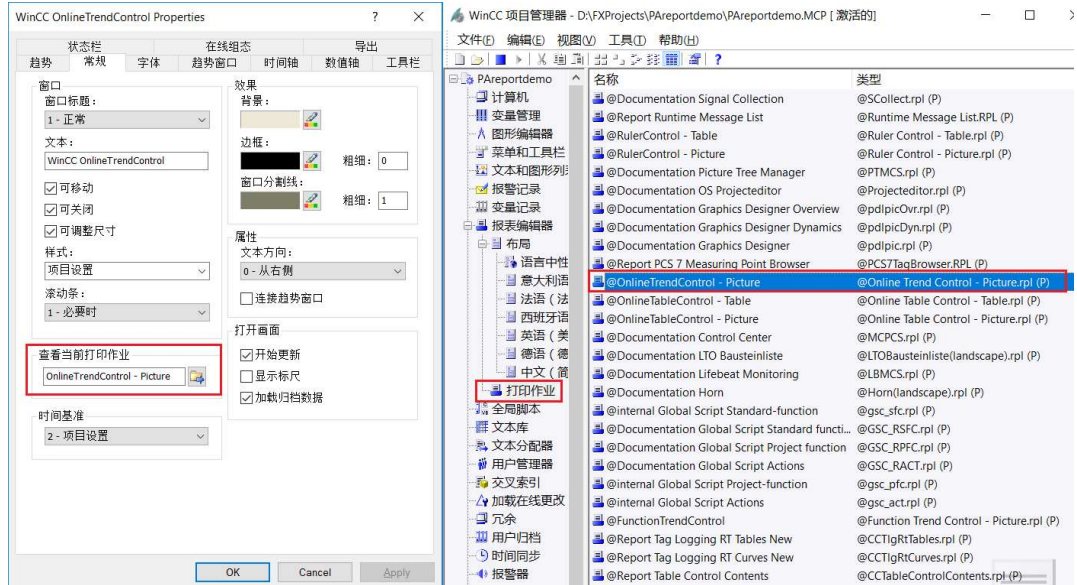 WinCC OnlineTrendControl Properties
?
状态栏
在线组态
导出
趋势
常规
字体
趋势窗口
时间轴
数值轴
工具栏
窗口
窗口标题：
1 - 正常
文本：
WinCC OnlineTrendControl
可移动
可关闭
可调整尺寸
样式：
项目设置
滚动条：
1 - 必要时
查看当前打印作业
OnlineTrendControl - Picture
时间基准
2 - 项目设置
效果
背景：
边框：
粗细： 0
窗口分割线：
粗细： 1
属性
文本方向：
0 - 从右侧
连接趋势窗口
打开画面
开始更新
显示标尺
加载归档数据
OK
Cancel
Apply
WinCC 项目管理器 - D:\FXProjects\PAreportdemo\PAreportdemo.MCP [ 激活的]
文件(F) 编辑(E) 视图(V) 工具(T) 帮助(H)
PAreportdemo
计算机
变量管理
图形编辑器
菜单和工具栏
文本和图形列
报警记录
变量记录
报表编辑器
布局
语言中性
意大利语
法语（法
西班牙语
英语（美
德语（德
中文（简
打印作业
全局脚本
文本库
文本分配器
用户管理器
交叉索引
加载在线更改
冗余
用户归档
时间同步
报警器
名称 类型
@Documentation Signal Collection @SCollect.rpl (P)
@Report Runtime Message List @Runtime Message List.RPL (P)
@RulerControl - Table @Ruler Control - Table.rpl (P)
@RulerControl - Picture @Ruler Control - Picture.rpl (P)
@Documentation Picture Tree Manager @PTMCS.rpl (P)
@Documentation OS Projecteditor @Projecteditor.rpl (P)
@Documentation Graphics Designer Overview @pdlpicOvr.rpl (P)
@Documentation Graphics Designer Dynamics @pdlpicDyn.rpl (P)
@Documentation Graphics Designer @pdlpic.rpl (P)
@Report PCS 7 Measuring Point Browser @PCS7TagBrowser.RPL (P)
@OnlineTrendControl - Picture @Online Trend Control - Picture.rpl (P)
@OnlineTableControl - Table @Online Table Control - Table.rpl (P)
@OnlineTableControl - Picture @Online Table Control - Picture.rpl (P)
@Documentation Control Center @MCPCS.rpl (P)
@Documentation LTO Bausteinliste @LTOBausteinliste(landscape).rpl (P)
@Documentation Lifebeat Monitoring @LBMCS.rpl (P)
@Documentation Horn @Horn(landscape).rpl (P)
@internal Global Script Standard-function @gsc_sfc.rpl (P)
@Documentation Global Script Standard functi... @GSC_RSFC.rpl (P)
@Documentation Global Script Project function @GSC_RPFC.rpl (P)
@Documentation Global Script Actions @GSC_RACT.rpl (P)
@internal Global Script Project-function @gsc_pfc.rpl (P)
@internal Global Script Actions @gsc_act.rpl (P)
@FunctionTrendControl @Function Trend Control - Picture.rpl (P)
@Report Tag Logging RT Tables New @CCTlgRtTables.rpl (P)
@Report Tag Logging RT Curves New @CCTlgRtCurves.rpl (P)
@Report Table Control Contents @CCTableControlContents.rpl (P)